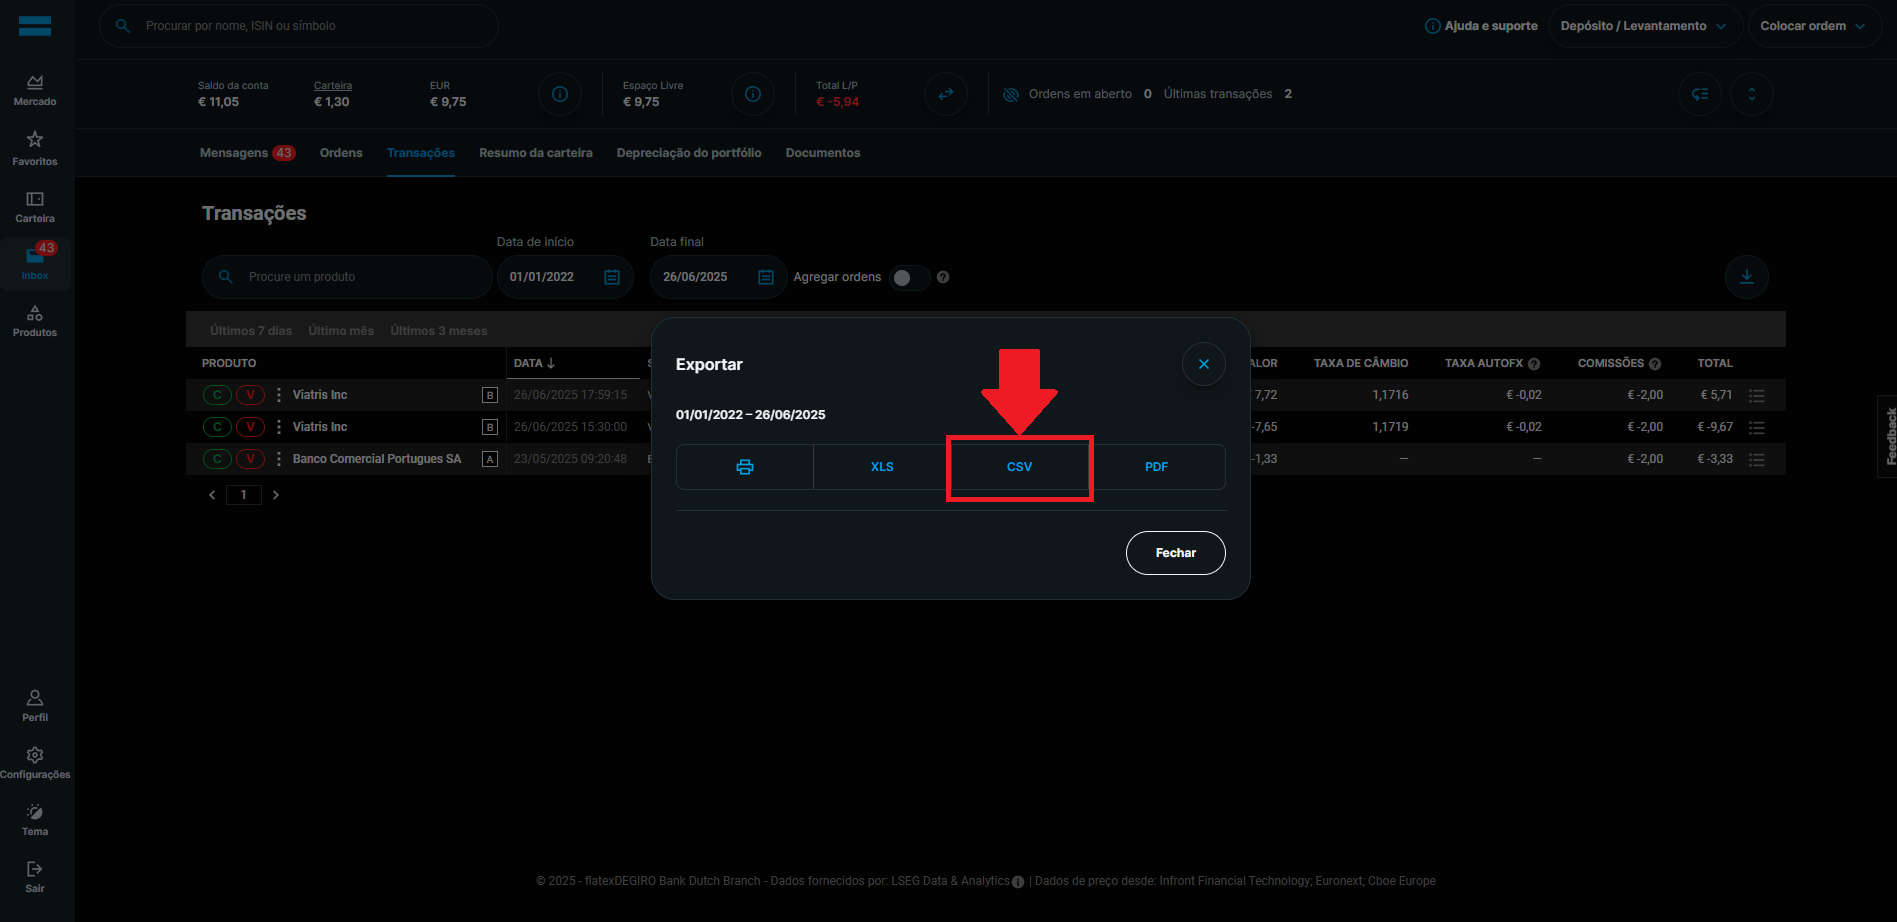 Procurar por nome, ISIN ou símbolo
Ajuda e suporte
Depósito / Levantamento
Colocar ordem
Mercado
Favoritos
Carteira
43
Inbox
Produtos
Perfil
Configurações
Tema
Sair
Saldo da conta
€ 11,05
Carteira
€ 1,30
EUR
€ 9,75
Espaço Livre
€ 9,75
Total L/P
€ -5,94
Ordens em aberto 0 Últimas transações 2
Mensagens 43 Ordens Transações Resumo da carteira Depreciação do portfólio Documentos
Transações
Data de início
Data final
Procure um produto
01/01/2022
26/06/2025
Agregar ordens
Últimos 7 dias Último mês Últimos 3 meses
PRODUTO DATA ALOR TAXA DE CÂMBIO TAXA AUTOFX COMISSÕES TOTAL
C V Viatris Inc B 26/06/2025 17:59:15 7,72 1,1716 € -0,02 € -2,00 € 5,71
C V Viatris Inc B 26/06/2025 15:30:00 -7,65 1,1719 € -0,02 € -2,00 € -9,67
C V Banco Comercial Portugues SA A 23/05/2025 09:20:48 -1,33 — — € -2,00 € -3,33
1
Exportar
01/01/2022 – 26/06/2025
XLS
CSV
PDF
Fechar
Feedback
© 2025 - flatexDEGIRO Bank Dutch Branch - Dados fornecidos por: LSEG Data & Analytics | Dados de preço desde: Infront Financial Technology; Euronext; Cboe Europe